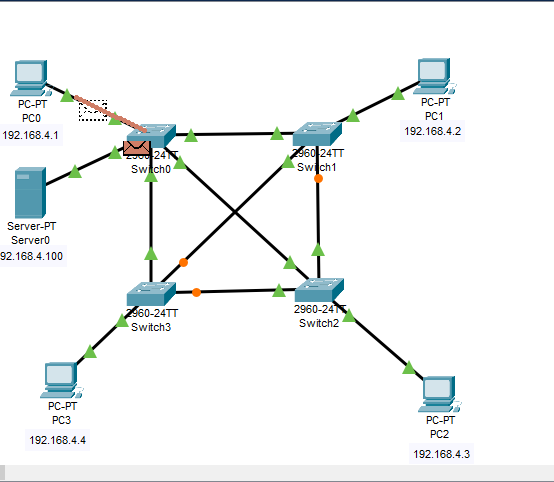 PC-PT
PC0
192.168.4.1
PC-PT
PC1
192.168.4.2
2960-24TT
Switch0
2960-24TT
Switch1
Server-PT
Server0
92.168.4.100
2960-24TT
Switch3
2960-24TT
Switch2
PC-PT
PC3
192.168.4.4
PC-PT
PC2
192.168.4.3